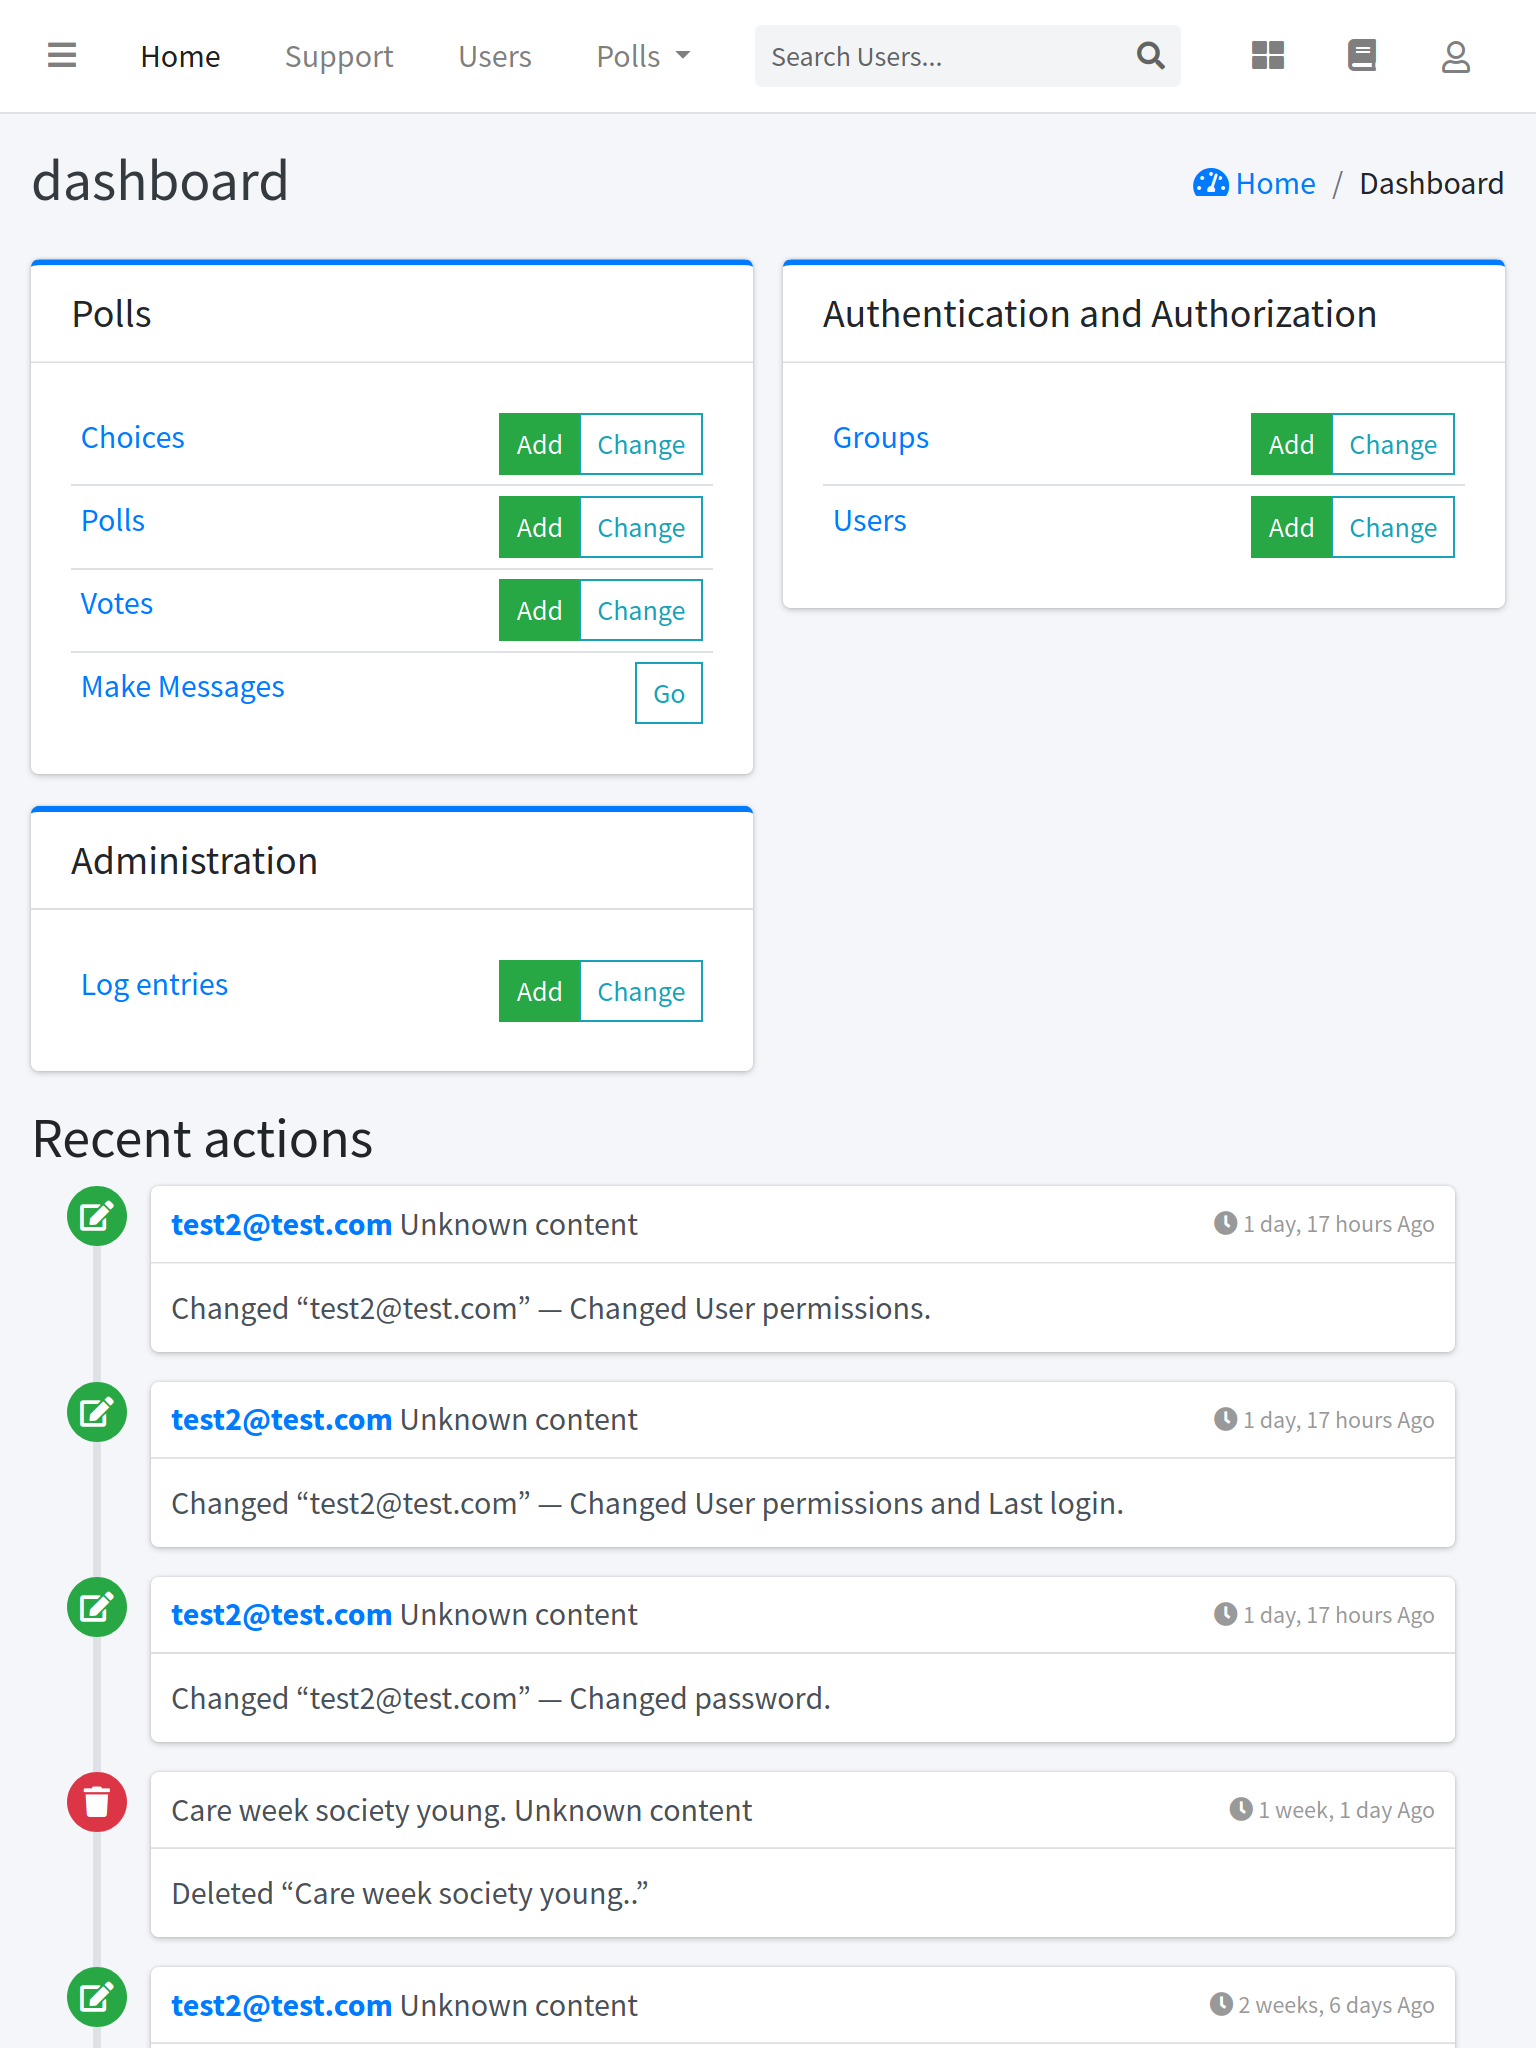 Home Support Users Polls Search Users...
dashboard
Home / Dashboard
Polls
Choices Add Change
Polls Add Change
Votes Add Change
Make Messages Go
Authentication and Authorization
Groups Add Change
Users Add Change
Administration
Log entries Add Change
Recent actions
test2@test.com Unknown content 1 day, 17 hours Ago
Changed “test2@test.com” — Changed User permissions.
test2@test.com Unknown content 1 day, 17 hours Ago
Changed “test2@test.com” — Changed User permissions and Last login.
test2@test.com Unknown content 1 day, 17 hours Ago
Changed “test2@test.com” — Changed password.
Care week society young. Unknown content 1 week, 1 day Ago
Deleted “Care week society young..”
test2@test.com Unknown content 2 weeks, 6 days Ago